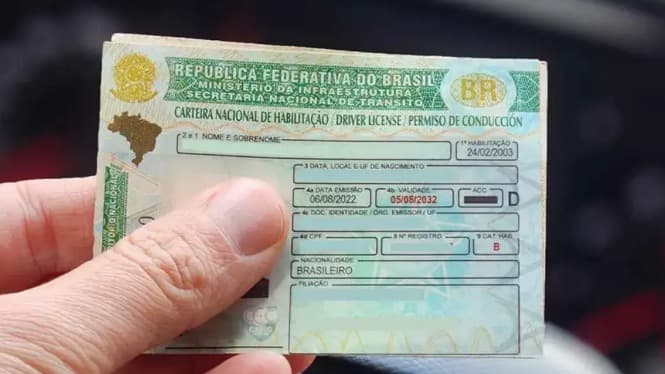 REPÚBLICA FEDERATIVA DO BRASIL
MINISTÉRIO DA INFRAESTRUTURA
SECRETARIA NACIONAL DE TRÂNSITO
BR
CARTEIRA NACIONAL DE HABILITAÇÃO / DRIVER LICENSE / PERMISO DE CONDUCCIÓN
2 e 1 NOME E SOBRENOME
1ª HABILITAÇÃO
24/02/2003
3 DATA, LOCAL E UF DE NASCIMENTO
4a DATA EMISSÃO
06/08/2022
4b VALIDADE
05/08/2032
ACC
D
4c DOC. IDENTIDADE / ÓRG. EMISSOR / UF
4d CPF
5 Nº REGISTRO
9 CAT HAB
B
NACIONALIDADE
BRASILEIRO
FILIAÇÃO